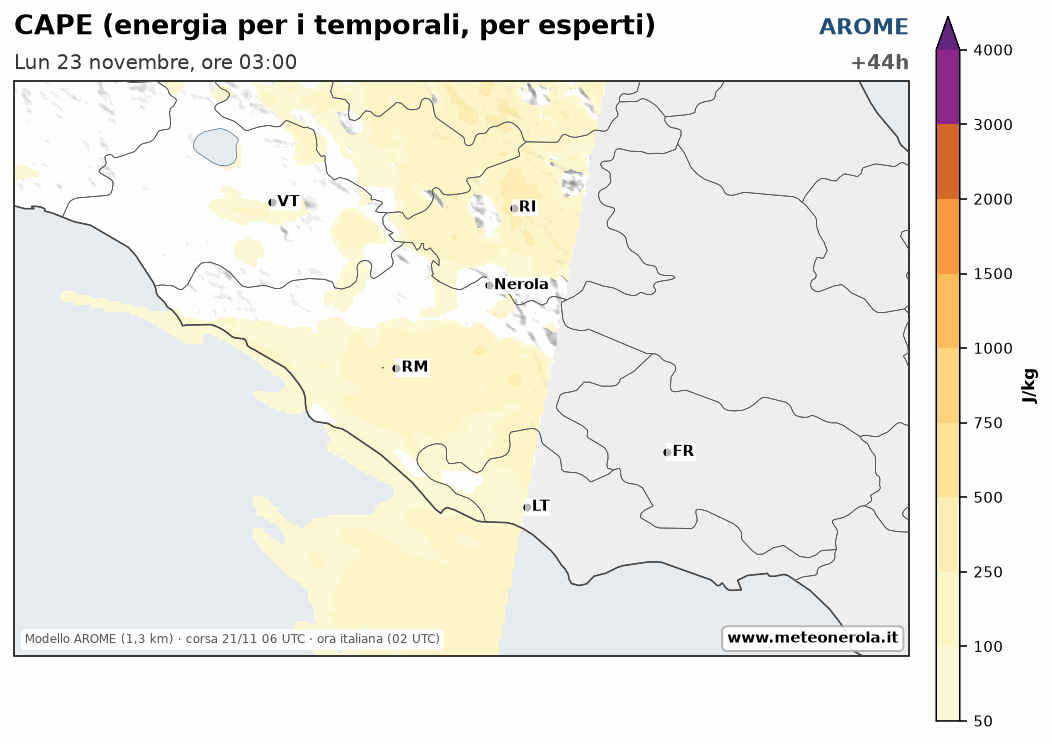 CAPE (energia per i temporali, per esperti)
AROME
Lun 23 novembre, ore 03:00
+44h
4000
3000
2000
1500
1000
750
500
250
100
50
J/kg
VT
RI
Nerola
RM
FR
LT
Modello AROME (1,3 km) · corsa 21/11 06 UTC · ora italiana (02 UTC)
www.meteonerola.it